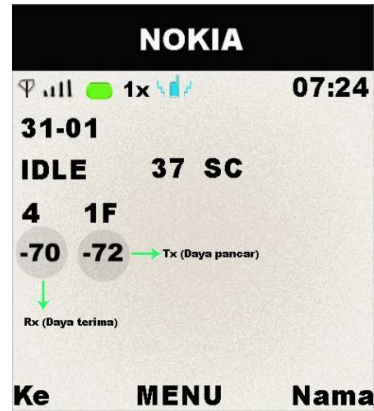 NOKIA
1x 07:24
31-01
IDLE 37 SC
4 1F
-70 -72 Tx (Daya pancar)
Rx (Daya terima)
Ke MENU Nama